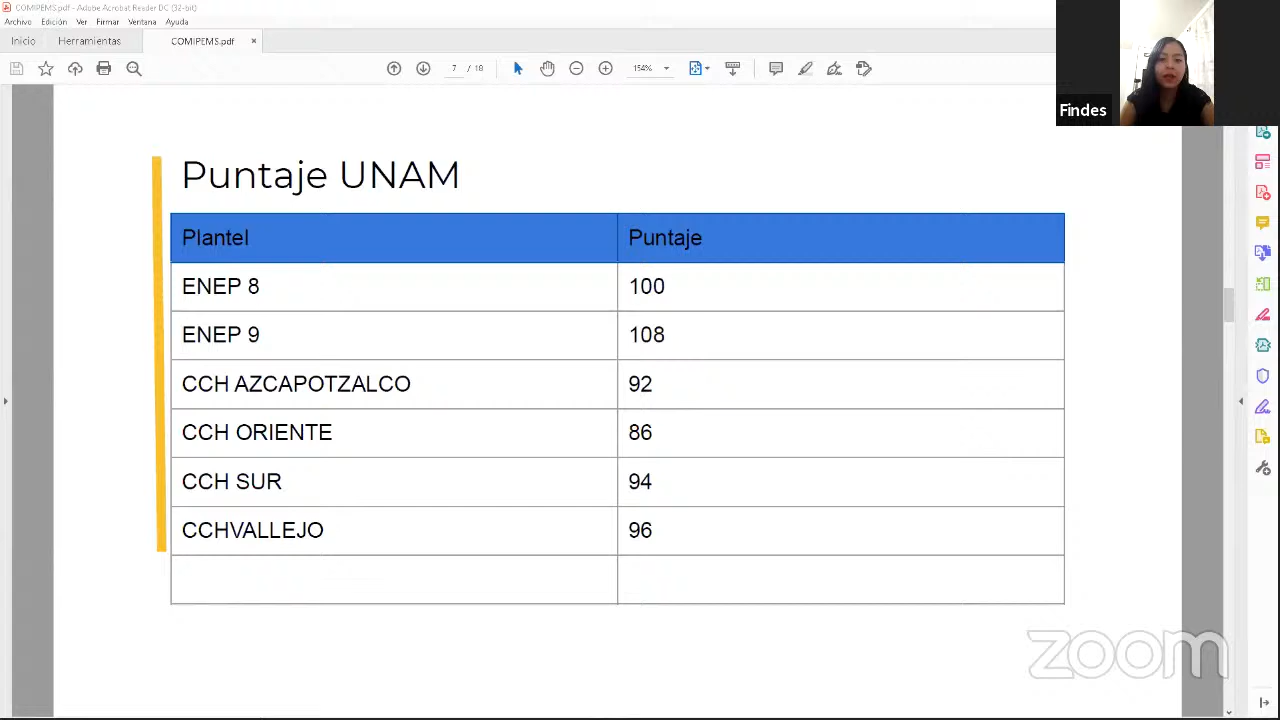 COMIPEMS.pdf - Adobe Acrobat Reader DC (32-bit)
Archivo Edición Ver Firmar Ventana Ayuda
Inicio Herramientas COMIPEMS.pdf ×
7 / 18 154%
Findes
Puntaje UNAM
Plantel Puntaje
ENEP 8 100
ENEP 9 108
CCH AZCAPOTZALCO 92
CCH ORIENTE 86
CCH SUR 94
CCHVALLEJO 96
zoom